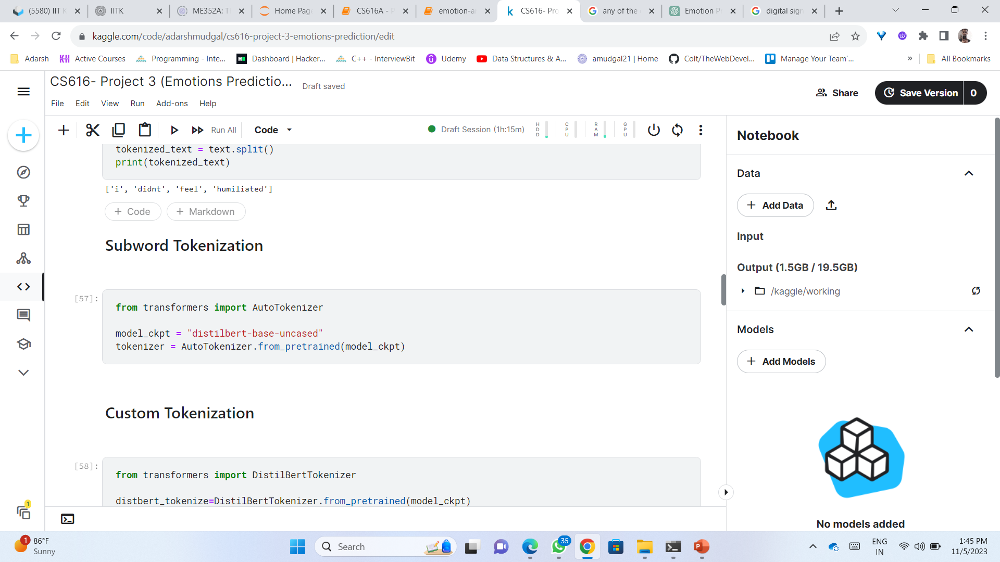 (5580) IIT K
IITK
ME352A: T
Home Page
CS616A - P
emotion-a
CS616- Pro
any of the
Emotion P
digital sign
kaggle.com/code/adarshmudgal/cs616-project-3-emotions-prediction/edit
Adarsh
Active Courses
Programming - Inte...
Dashboard | Hacker...
C++ - InterviewBit
Udemy
Data Structures & A...
amudgal21 | Home
Colt/TheWebDevel...
Manage Your Team'...
»
All Bookmarks
CS616- Project 3 (Emotions Predictio...
Draft saved
File Edit View Run Add-ons Help
Share
Save Version 0
Run All
Code
Draft Session (1h:15m)
HDD
CPU
RAM
GPU
tokenized_text = text.split()
print(tokenized_text)
['i', 'didnt', 'feel', 'humiliated']
+ Code
+ Markdown
Subword Tokenization
[57]:
from transformers import AutoTokenizer
model_ckpt = "distilbert-base-uncased"
tokenizer = AutoTokenizer.from_pretrained(model_ckpt)
Custom Tokenization
[58]:
from transformers import DistilBertTokenizer
distbert_tokenize=DistilBertTokenizer.from_pretrained(model_ckpt)
Notebook
Data
+ Add Data
Input
Output (1.5GB / 19.5GB)
/kaggle/working
Models
+ Add Models
No models added
1
1
86°F
Sunny
Search
35
ENG
IN
1:45 PM
11/5/2023